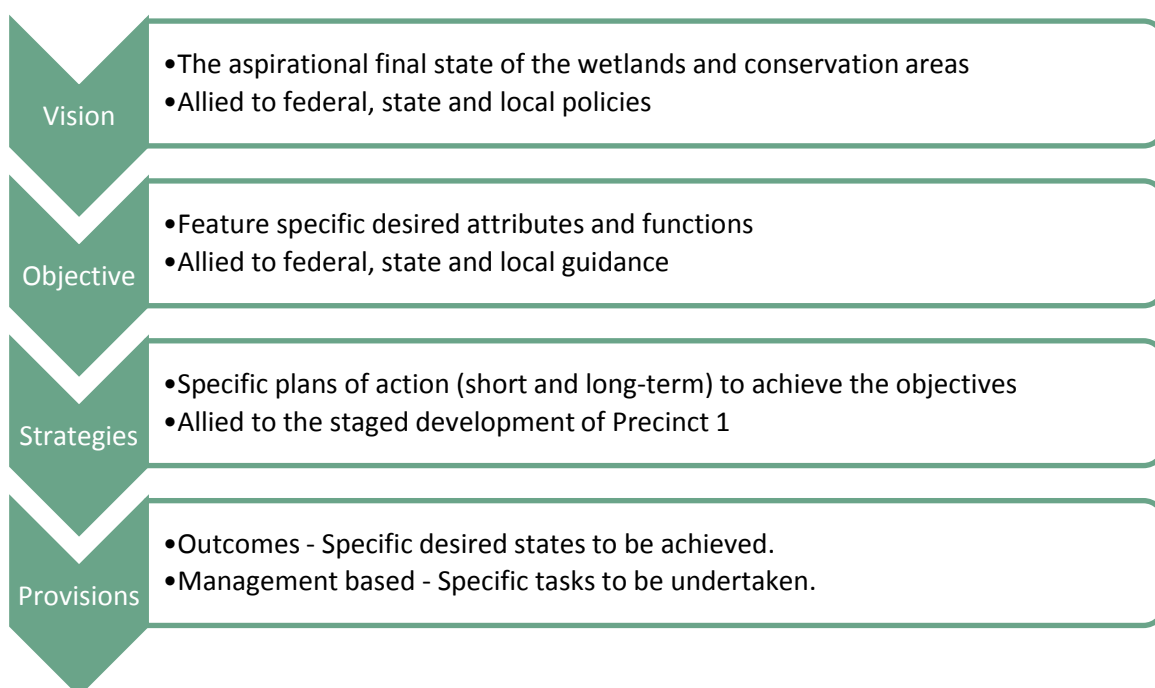 Vision
•The aspirational final state of the wetlands and conservation areas
•Allied to federal, state and local policies
Objective
•Feature specific desired attributes and functions
•Allied to federal, state and local guidance
Strategies
•Specific plans of action (short and long-term) to achieve the objectives
•Allied to the staged development of Precinct 1
Provisions
•Outcomes - Specific desired states to be achieved.
•Management based - Specific tasks to be undertaken.